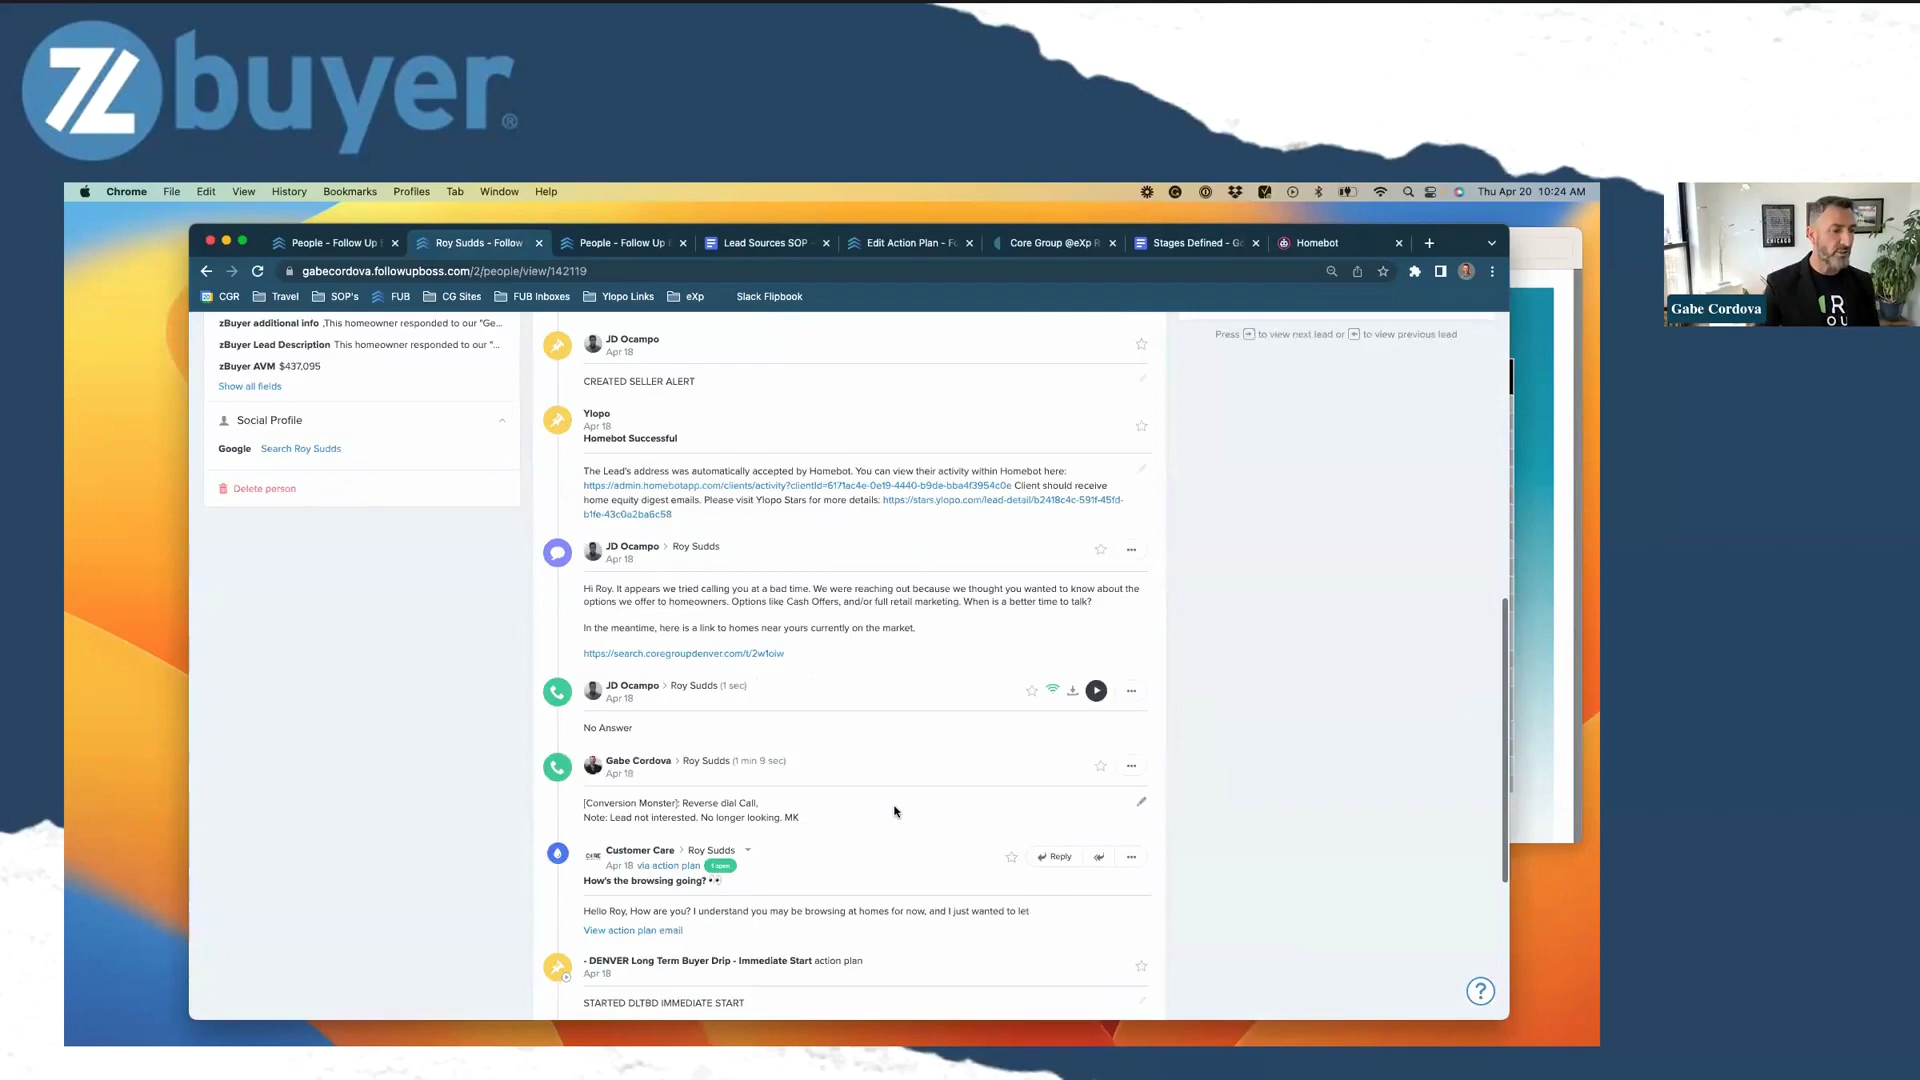 Zbuyer®
Chrome File Edit View History Bookmarks Profiles Tab Window Help
Thu Apr 20 10:24 AM
People - Follow Up
Roy Sudds - Follow
People - Follow Up
Lead Sources SOP -
Edit Action Plan - Fo
Core Group @eXp R
Stages Defined - Go
Homebot
gabecordova.followupboss.com/2/people/view/142119
CGR Travel SOP's FUB CG Sites FUB Inboxes Ylopo Links eXp Slack Flipbook
CHICAGO
R
OU
Gabe Cordova
zBuyer additional info ,This homeowner responded to our "Ge...
zBuyer Lead Description This homeowner responded to our "...
zBuyer AVM $437,095
Show all fields
Social Profile
Google Search Roy Sudds
Delete person
Press to view next lead or to view previous lead
JD Ocampo
Apr 18
CREATED SELLER ALERT
Ylopo
Apr 18
Homebot Successful
The Lead's address was automatically accepted by Homebot. You can view their activity within Homebot here:
https://admin.homebotapp.com/clients/activity?clientId=6171ac4e-0e19-4440-b9de-bba4f3954c0e Client should receive
home equity digest emails. Please visit Ylopo Stars for more details: https://stars.ylopo.com/lead-detail/b2418c4c-591f-45fd-
b1fe-43c0a2ba6c58
JD Ocampo > Roy Sudds
Apr 18
Hi Roy. It appears we tried calling you at a bad time. We were reaching out because we thought you wanted to know about the
options we offer to homeowners. Options like Cash Offers, and/or full retail marketing. When is a better time to talk?
In the meantime, here is a link to homes near yours currently on the market.
https://search.coregroupdenver.com/t/2w1oiw
JD Ocampo > Roy Sudds (1 sec)
Apr 18
No Answer
Gabe Cordova > Roy Sudds (1 min 9 sec)
Apr 18
[Conversion Monster]: Reverse dial Call,
Note: Lead not interested. No longer looking. MK
CORE Customer Care > Roy Sudds
Apr 18 via action plan 1 open
Reply
How's the browsing going? 👀
Hello Roy, How are you? I understand you may be browsing at homes for now, and I just wanted to let
View action plan email
- DENVER Long Term Buyer Drip - Immediate Start action plan
Apr 18
STARTED DLTBD IMMEDIATE START
?